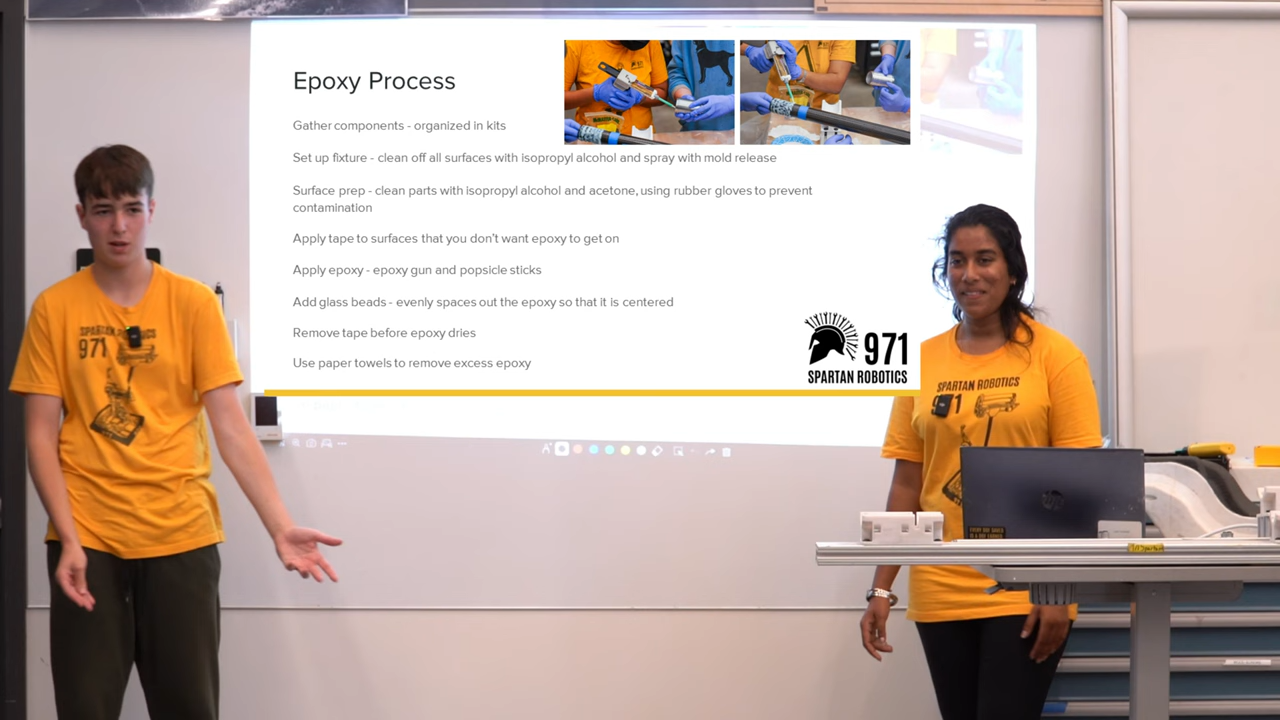 Epoxy Process
Gather components - organized in kits
Set up fixture - clean off all surfaces with isopropyl alcohol and spray with mold release
Surface prep - clean parts with isopropyl alcohol and acetone, using rubber gloves to prevent
contamination
Apply tape to surfaces that you don't want epoxy to get on
Apply epoxy - epoxy gun and popsicle sticks
Add glass beads - evenly spaces out the epoxy so that it is centered
Remove tape before epoxy dries
Use paper towels to remove excess epoxy
971
SPARTAN ROBOTICS
SPARTAN ROBOTICS
971
SPARTAN ROBOTICS
971
hp